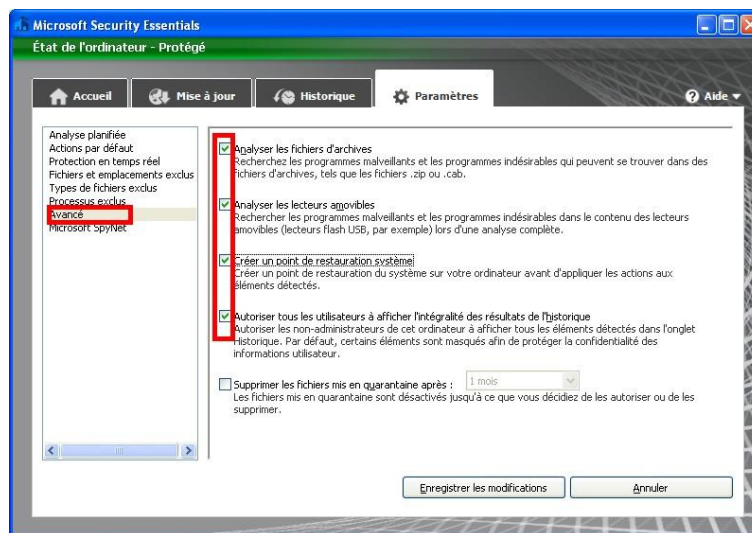 Microsoft Security Essentials
État de l'ordinateur - Protégé
Accueil
Mise à jour
Historique
Paramètres
Aide
Analyse planifiée
Actions par défaut
Protection en temps réel
Fichiers et emplacements exclus
Types de fichiers exclus
Processus exclus
Avancé
Microsoft SpyNet
Analyser les fichiers d'archives
Recherchez les programmes malveillants et les programmes indésirables qui peuvent se trouver dans des
fichiers d'archives, tels que les fichiers .zip ou .cab.
Analyser les lecteurs amovibles
Rechercher les programmes malveillants et les programmes indésirables dans le contenu des lecteurs
amovibles (lecteurs flash USB, par exemple) lors d'une analyse complète.
Créer un point de restauration système
Créer un point de restauration du système sur votre ordinateur avant d'appliquer les actions aux
éléments détectés.
Autoriser tous les utilisateurs à afficher l'intégralité des résultats de l'historique
Autoriser les non-administrateurs de cet ordinateur à afficher tous les éléments détectés dans l'onglet
Historique. Par défaut, certains éléments sont masqués afin de protéger la confidentialité des
informations utilisateur.
Supprimer les fichiers mis en quarantaine après :
1 mois
Les fichiers mis en quarantaine sont désactivés jusqu'à ce que vous décidiez de les autoriser ou de les
supprimer.
Enregistrer les modifications
Annuler